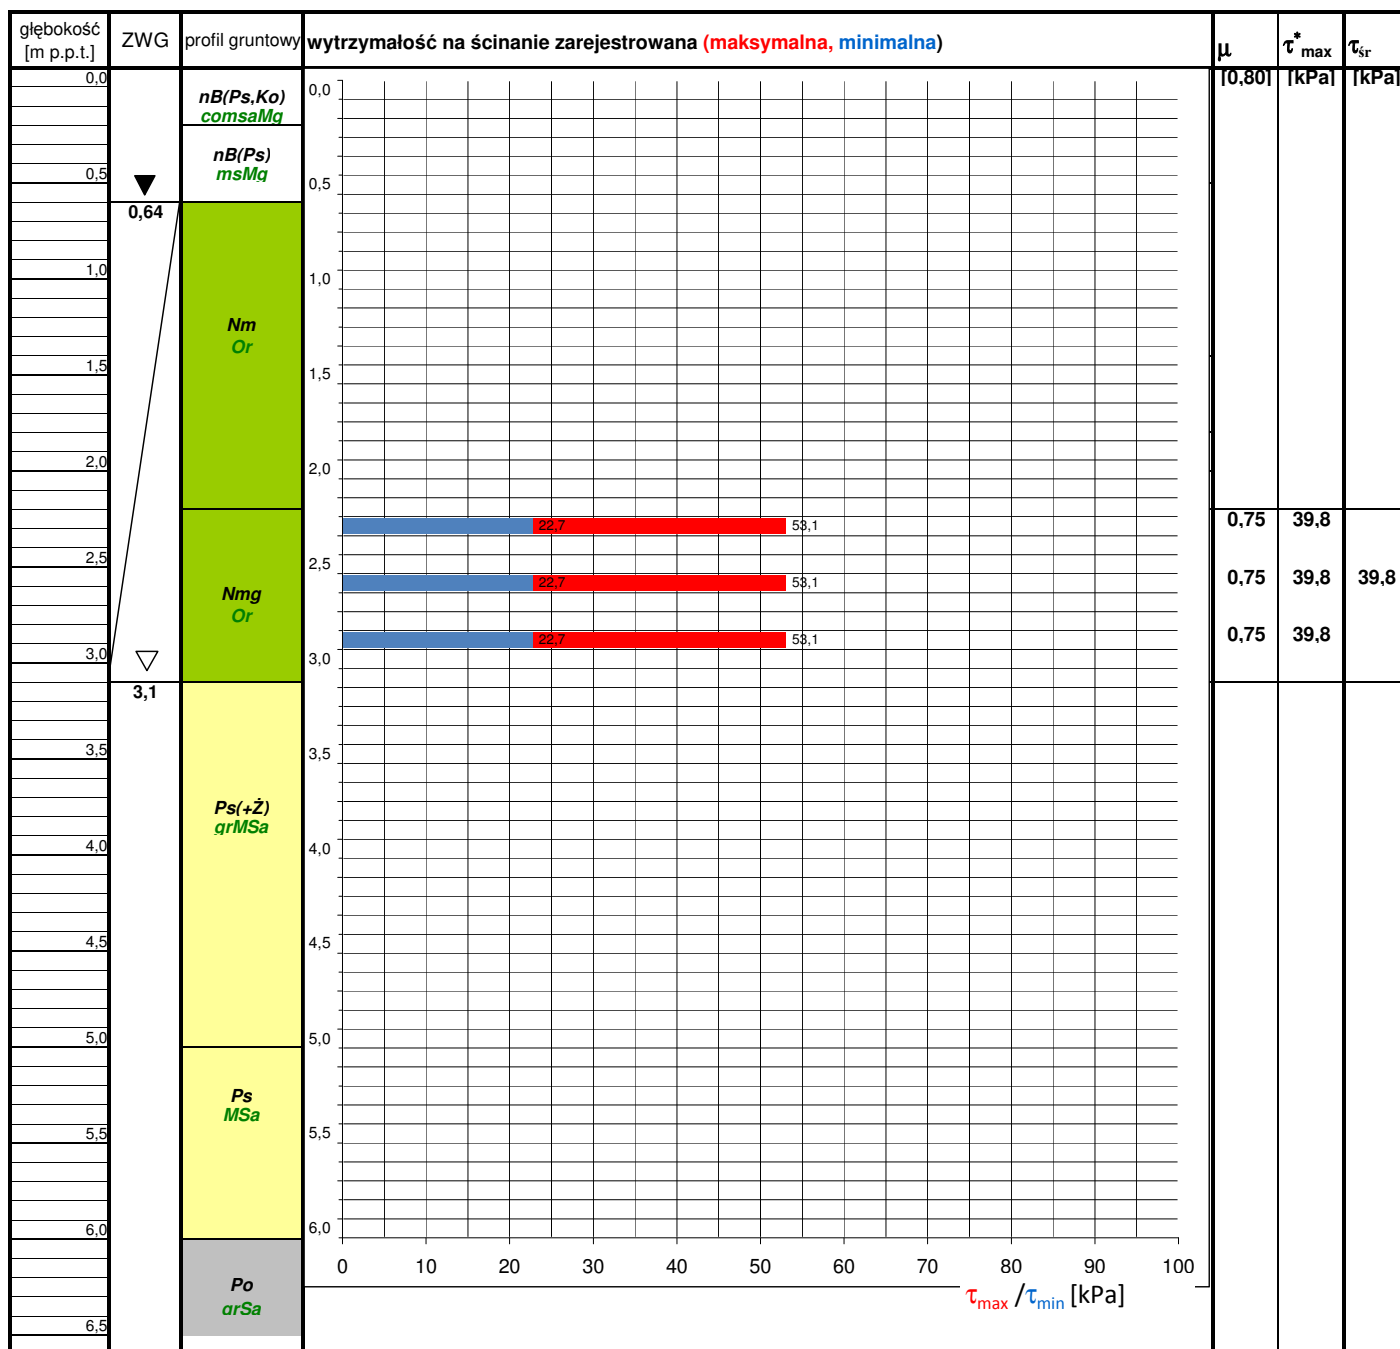 głębokość
[m p.p.t.]
ZWG
profil gruntowy
wytrzymałość na ścinanie zarejestrowana (maksymalna, minimalna)
μ
τ*max
τśr
[0,80]
[kPa]
[kPa]
0,0
0,5
1,0
1,5
2,0
2,5
3,0
3,5
4,0
4,5
5,0
5,5
6,0
6,5
0,64
3,1
nB(Ps,Ko)
comsaMg
nB(Ps)
msMg
Nm
Or
Nmg
Or
Ps(+Ż)
grMSa
Ps
MSa
Po
grSa
0,0
0,5
1,0
1,5
2,0
2,5
3,0
3,5
4,0
4,5
5,0
5,5
6,0
22,7 53,1
22,7 53,1
22,7 53,1
0 10 20 30 40 50 60 70 80 90 100
τmax /τmin [kPa]
0,75 39,8
0,75 39,8 39,8
0,75 39,8